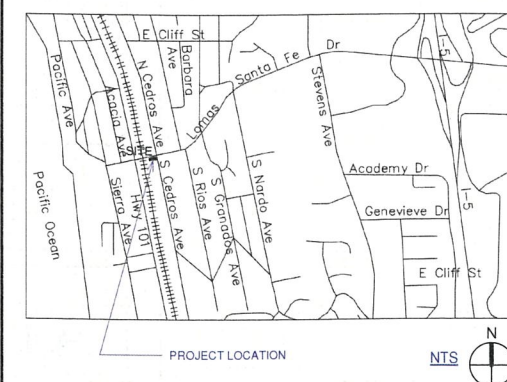 E Cliff St
Barbara
Ave
Pacific Ave
N Cedros Ave
Acacia Ave
Lomas Santa Fe Dr
I-5
Stevens Ave
SITE
Academy Dr
Genevieve Dr
I-5
E Cliff St
Pacific Ocean
Sierra Ave
Hwy 101
S Cedros Ave
S Rios Ave
S Granados Ave
S Nardo Ave
PROJECT LOCATION
NTS
N